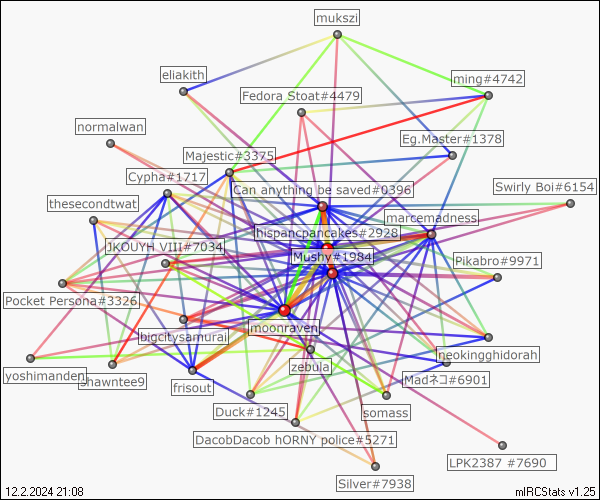 mukszi
eliakith
ming#4742
Fedora Stoat#4479
normalwan
Eg.Master#1378
Majestic#3375
Cypha#1717
Can anything be saved#0396
Swirly Boi#6154
thesecondtwat
marcemadness
hispancpancakes#2928
JKOUYH VIII#7034
Mushy#1984
Pikabro#9971
Pocket Persona#3326
moonraven
bigcitysamurai
neokingghidorah
zebula
yoshimanden
shawntee9
frisout
Madネコ#6901
Duck#1245
somass
DacobDacob hORNY police#5271
LPK2387 #7690
Silver#7938
12.2.2024 21:08
mIRCStats v1.25